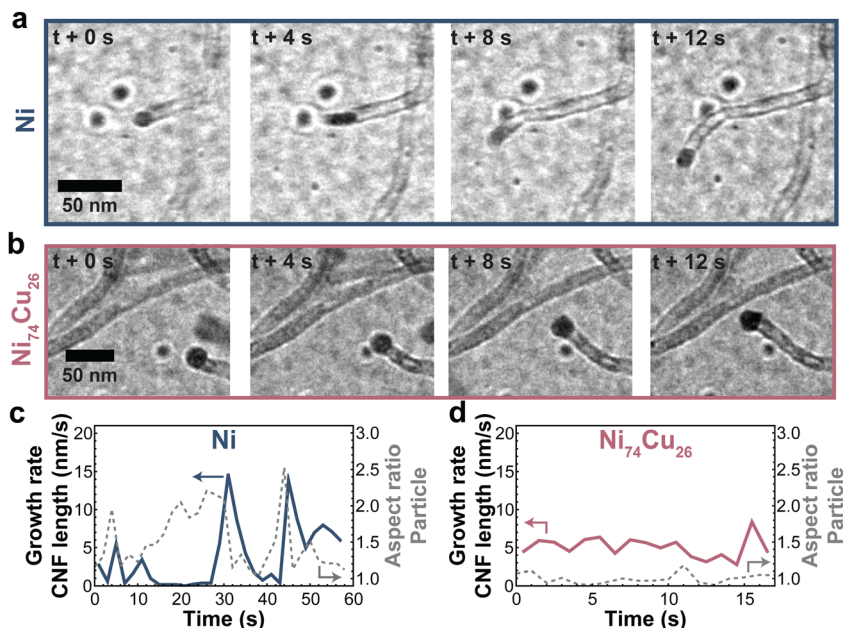 a
t + 0 s
t + 4 s
t + 8 s
t + 12 s
Ni
50 nm
b
t + 0 s
t + 4 s
t + 8 s
t + 12 s
Ni74Cu26
50 nm
c
Ni
Growth rate
CNF length (nm/s)
20
15
10
5
0
3.0
2.5
2.0
1.5
1.0
Aspect ratio
Particle
0
10
20
30
40
50
60
Time (s)
d
Ni74Cu26
Growth rate
CNF length (nm/s)
20
15
10
5
0
3.0
2.5
2.0
1.5
1.0
Aspect ratio
Particle
0
5
10
15
Time (s)